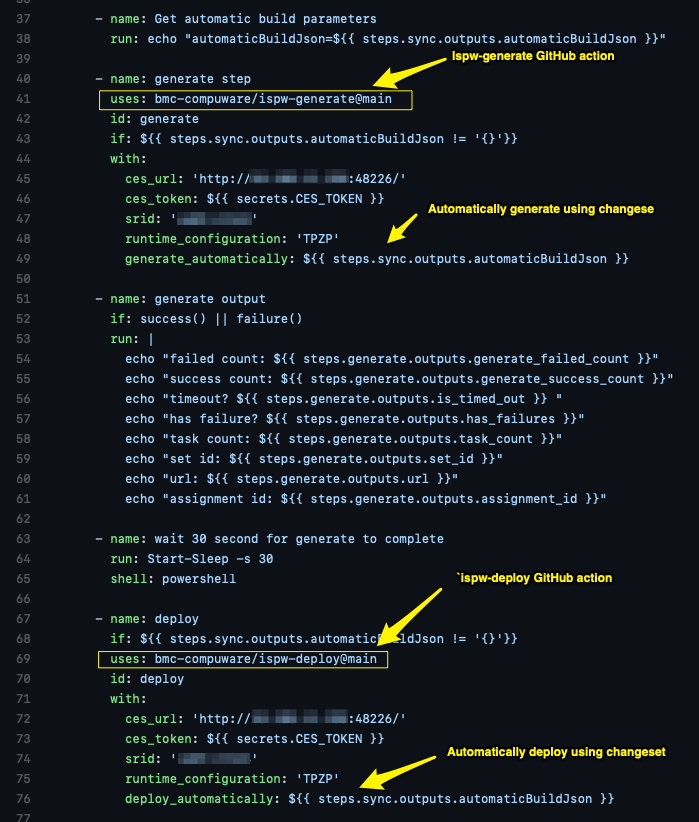 37 - name: Get automatic build parameters
38 run: echo "automaticBuildJson=${{ steps.sync.outputs.automaticBuildJson }}"
39
Ispw-generate GitHub action
40 - name: generate step
41 uses: bmc-compuware/ispw-generate@main
42 id: generate
43 if: ${{ steps.sync.outputs.automaticBuildJson != '{}'}}
44 with:
45 ces_url: 'http:// :48226/'
46 ces_token: ${{ secrets.CES_TOKEN }}
Automatically generate using changese
47 srid: ' '
48 runtime_configuration: 'TPZP'
49 generate_automatically: ${{ steps.sync.outputs.automaticBuildJson }}
50
51 - name: generate output
52 if: success() || failure()
53 run: |
54 echo "failed count: ${{ steps.generate.outputs.generate_failed_count }}"
55 echo "success count: ${{ steps.generate.outputs.generate_success_count }}"
56 echo "timeout? ${{ steps.generate.outputs.is_timed_out }} "
57 echo "has failure? ${{ steps.generate.outputs.has_failures }}"
58 echo "task count: ${{ steps.generate.outputs.task_count }}"
59 echo "set id: ${{ steps.generate.outputs.set_id }}"
60 echo "url: ${{ steps.generate.outputs.url }}"
61 echo "assignment id: ${{ steps.generate.outputs.assignment_id }}"
62
63 - name: wait 30 second for generate to complete
64 run: Start-Sleep -s 30
65 shell: powershell
`ispw-deploy GitHub action
66
67 - name: deploy
68 if: ${{ steps.sync.outputs.automaticBuildJson != '{}'}}
69 uses: bmc-compuware/ispw-deploy@main
70 id: deploy
71 with:
72 ces_url: 'http:// :48226/'
73 ces_token: ${{ secrets.CES_TOKEN }}
Automatically deploy using changeset
74 srid: ' '
75 runtime_configuration: 'TPZP'
76 deploy_automatically: ${{ steps.sync.outputs.automaticBuildJson }}
77